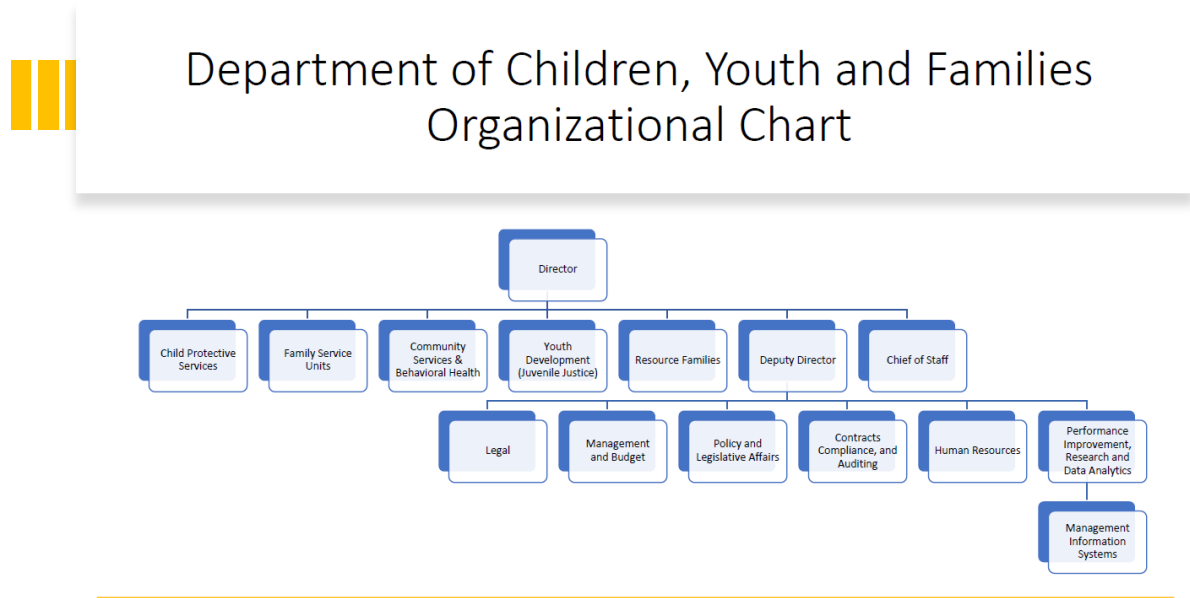 Department of Children, Youth and Families
Organizational Chart
Director
Child Protective
Services
Family Service
Units
Community
Services &
Behavioral Health
Youth
Development
(Juvenile Justice)
Resource Families
Deputy Director
Chief of Staff
Legal
Management
and Budget
Policy and
Legislative Affairs
Contracts
Compliance, and
Auditing
Human Resources
Performance
Improvement,
Research and
Data Analytics
Management
Information
Systems